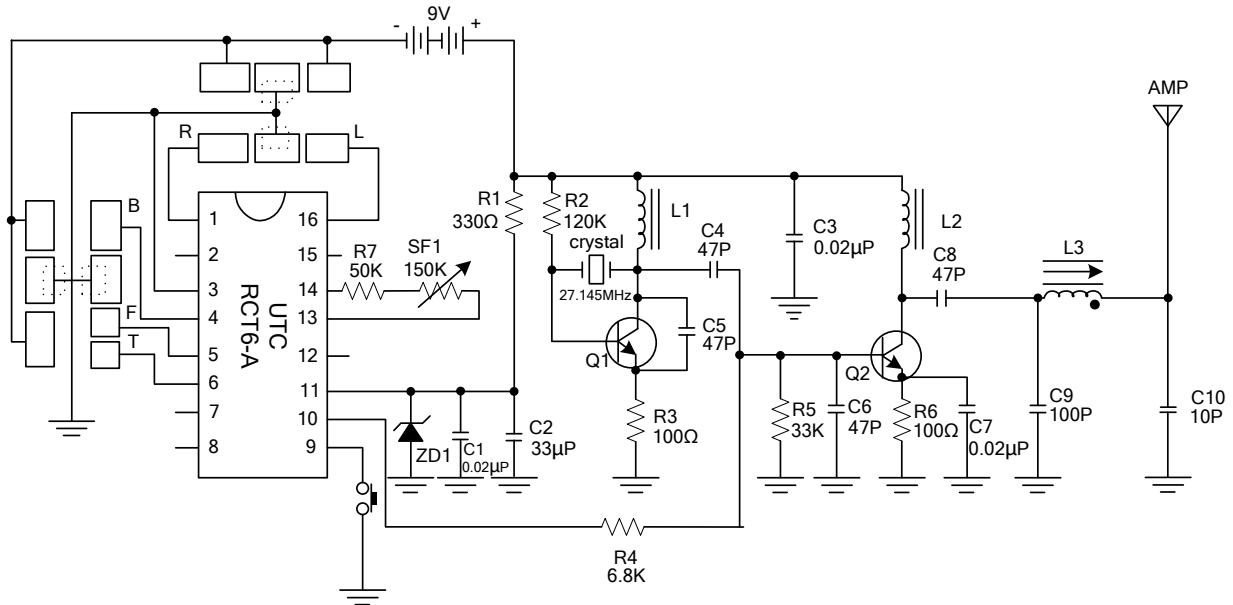 9V
- +
AMP
R L
1 16
2 15
3 14
4 13
5 12
6 11
7 10
8 9
UTC
RCT6-A
B
F
T
R7
50K
SF1
150K
R1
330Ω
R2
120K
crystal
27.145MHz
L1
C4
47P
C3
0.02µP
L2
C8
47P
L3
C5
47P
Q1
Q2
R3
100Ω
ZD1
C1
0.02µP
C2
33µP
R5
33K
C6
47P
R6
100Ω
C7
0.02µP
C9
100P
C10
10P
R4
6.8K